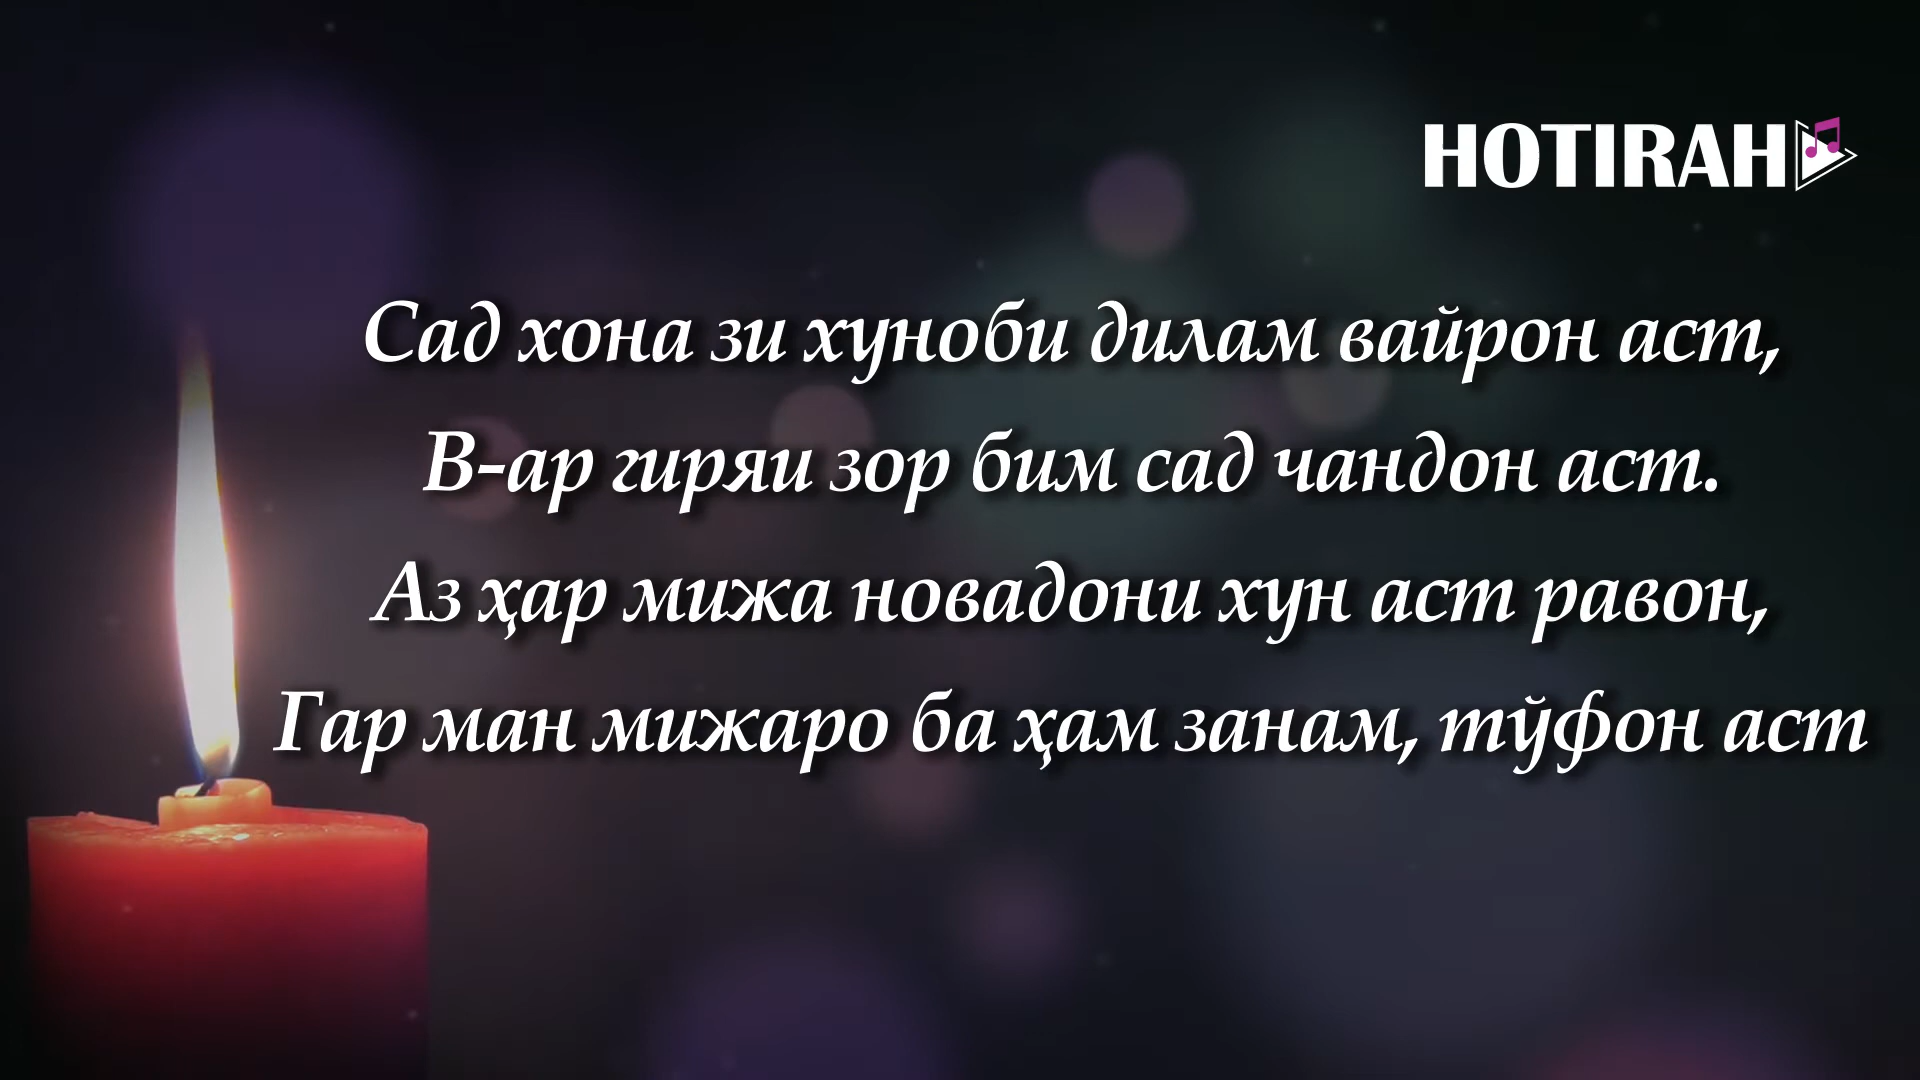 HOTIRAH
Сад хона зи хуноби дилам вайрон аст,
В-ар гиряи зор бим сад чандон аст.
Аз ҳар мижа новадони хун аст равон,
Гар ман мижаро ба ҳам занам, тӯфон аст